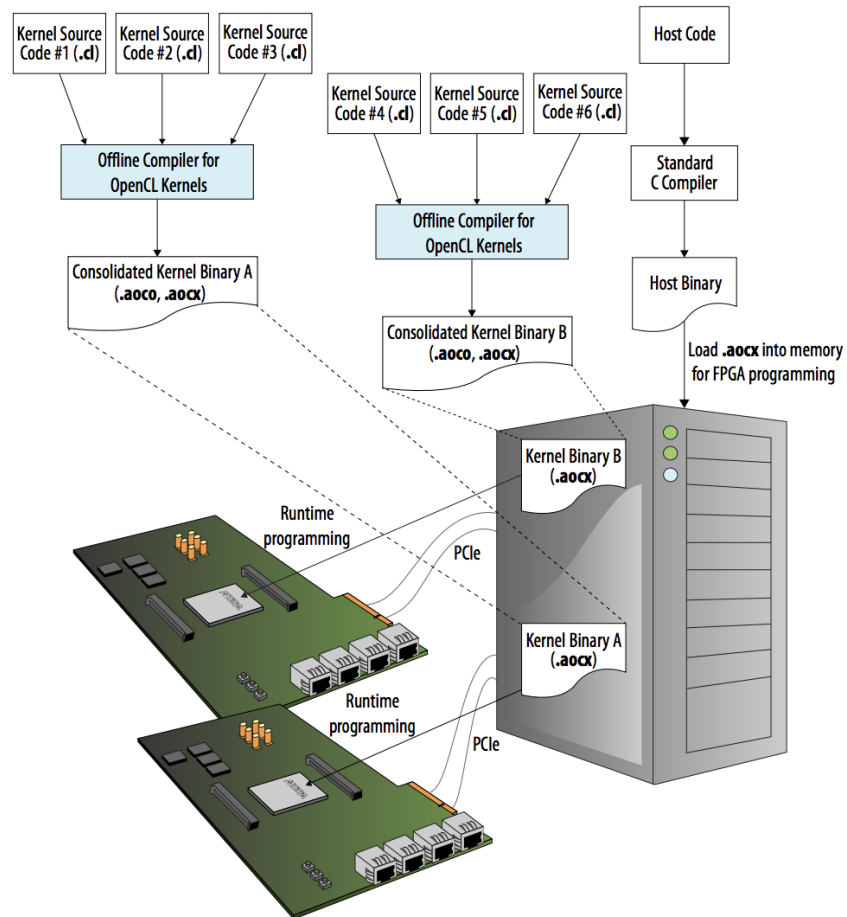 Kernel Source
Code #1 (.cl)
Kernel Source
Code #2 (.cl)
Kernel Source
Code #3 (.cl)
Host Code
Kernel Source
Code #4 (.cl)
Kernel Source
Code #5 (.cl)
Kernel Source
Code #6 (.cl)
Offline Compiler for
OpenCL Kernels
Standard
C Compiler
Offline Compiler for
OpenCL Kernels
Consolidated Kernel Binary A
(.aoco, .aocx)
Host Binary
Consolidated Kernel Binary B
(.aoco, .aocx)
Load .aocx into memory
for FPGA programming
Kernel Binary B
(.aocx)
Runtime
programming
PCIe
ALTERA
Kernel Binary A
(.aocx)
Runtime
programming
PCIe
ALTERA